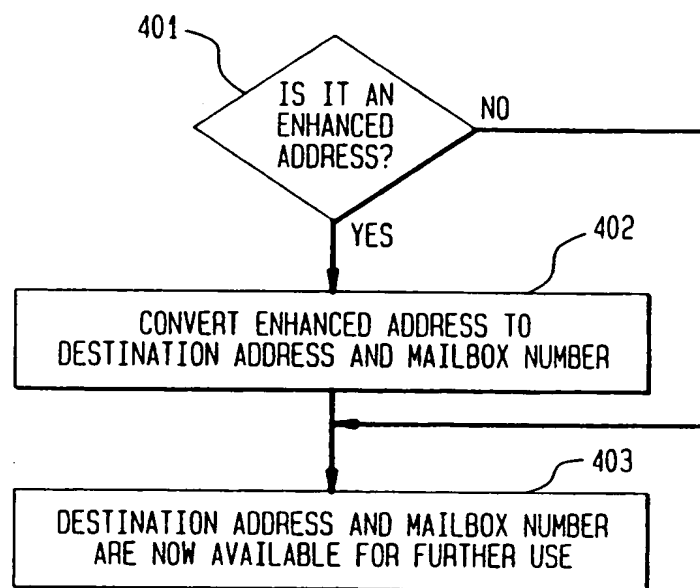 401
IS IT AN
ENHANCED
ADDRESS?
NO
YES
402
CONVERT ENHANCED ADDRESS TO
DESTINATION ADDRESS AND MAILBOX NUMBER
403
DESTINATION ADDRESS AND MAILBOX NUMBER
ARE NOW AVAILABLE FOR FURTHER USE